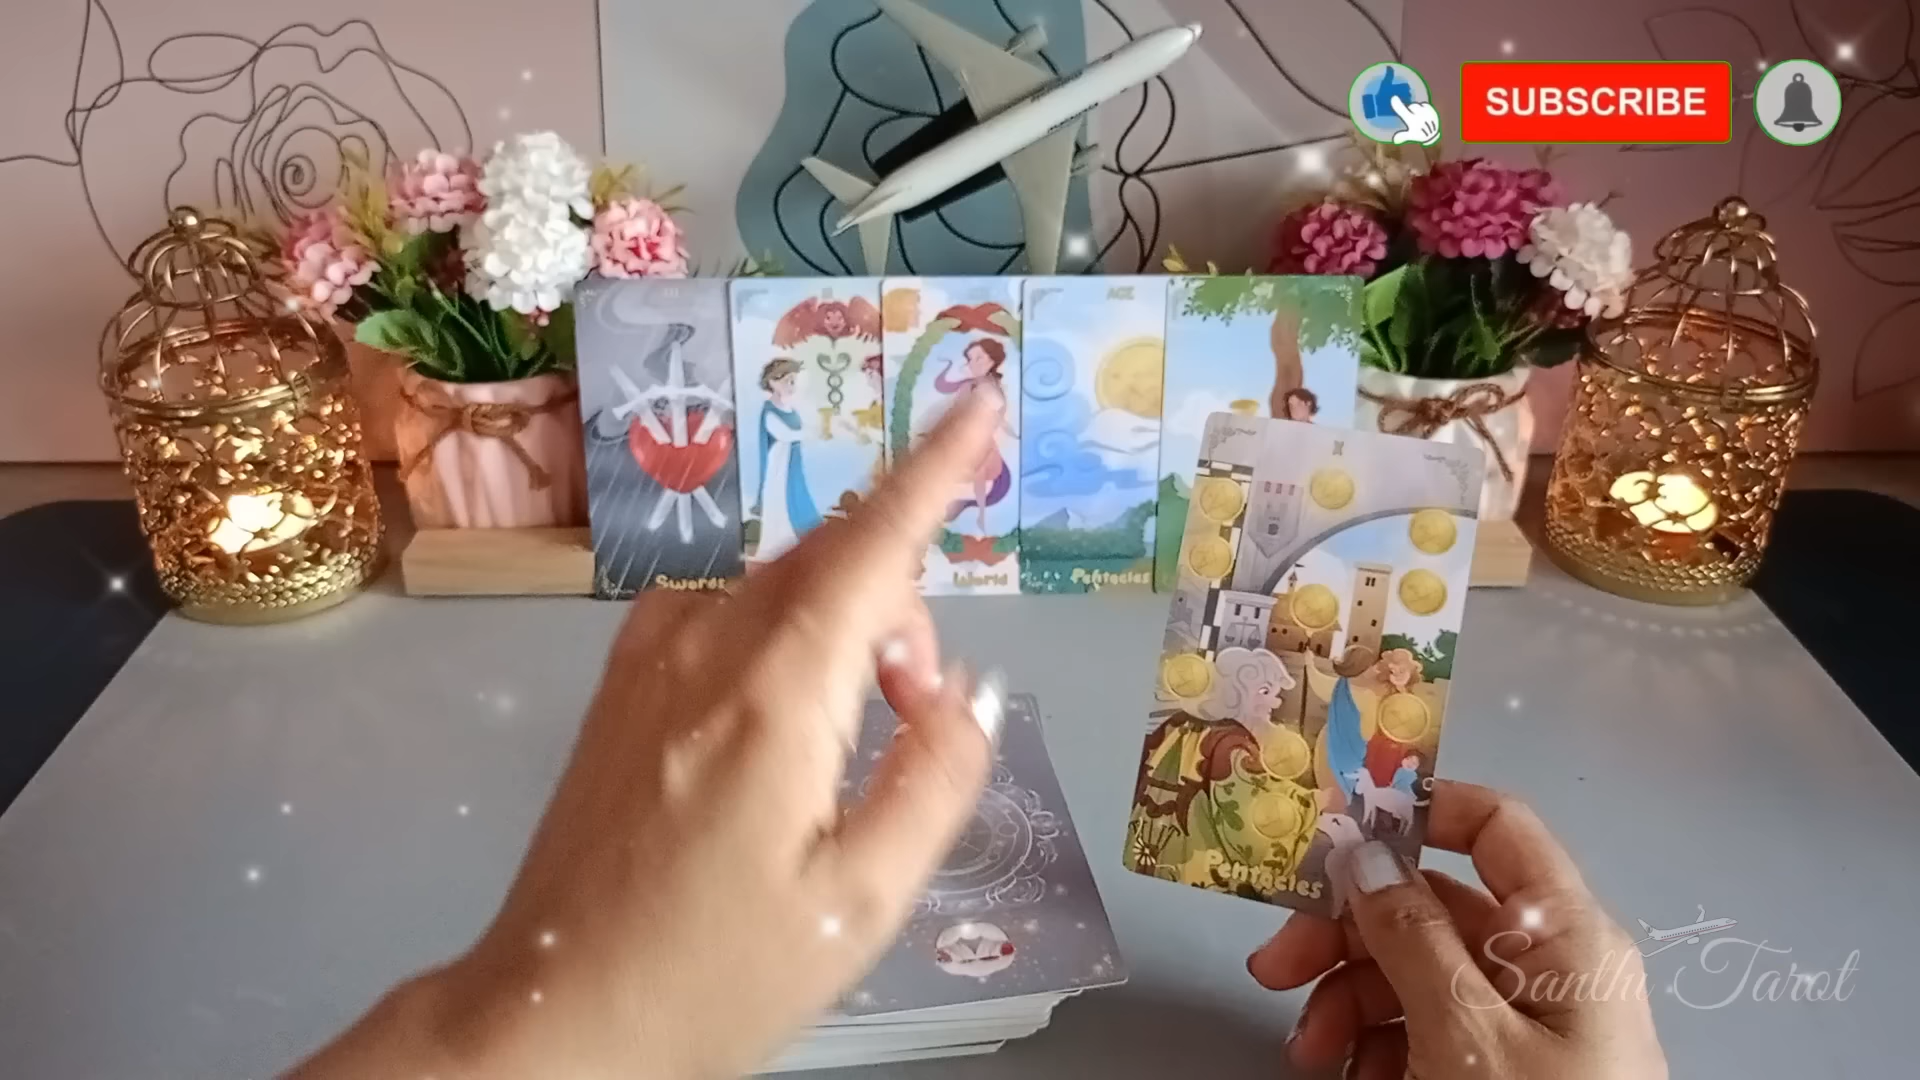 SUBSCRIBE
ACE
Swords
World
Pentacles
X
Pentacles
Santhi Tarot